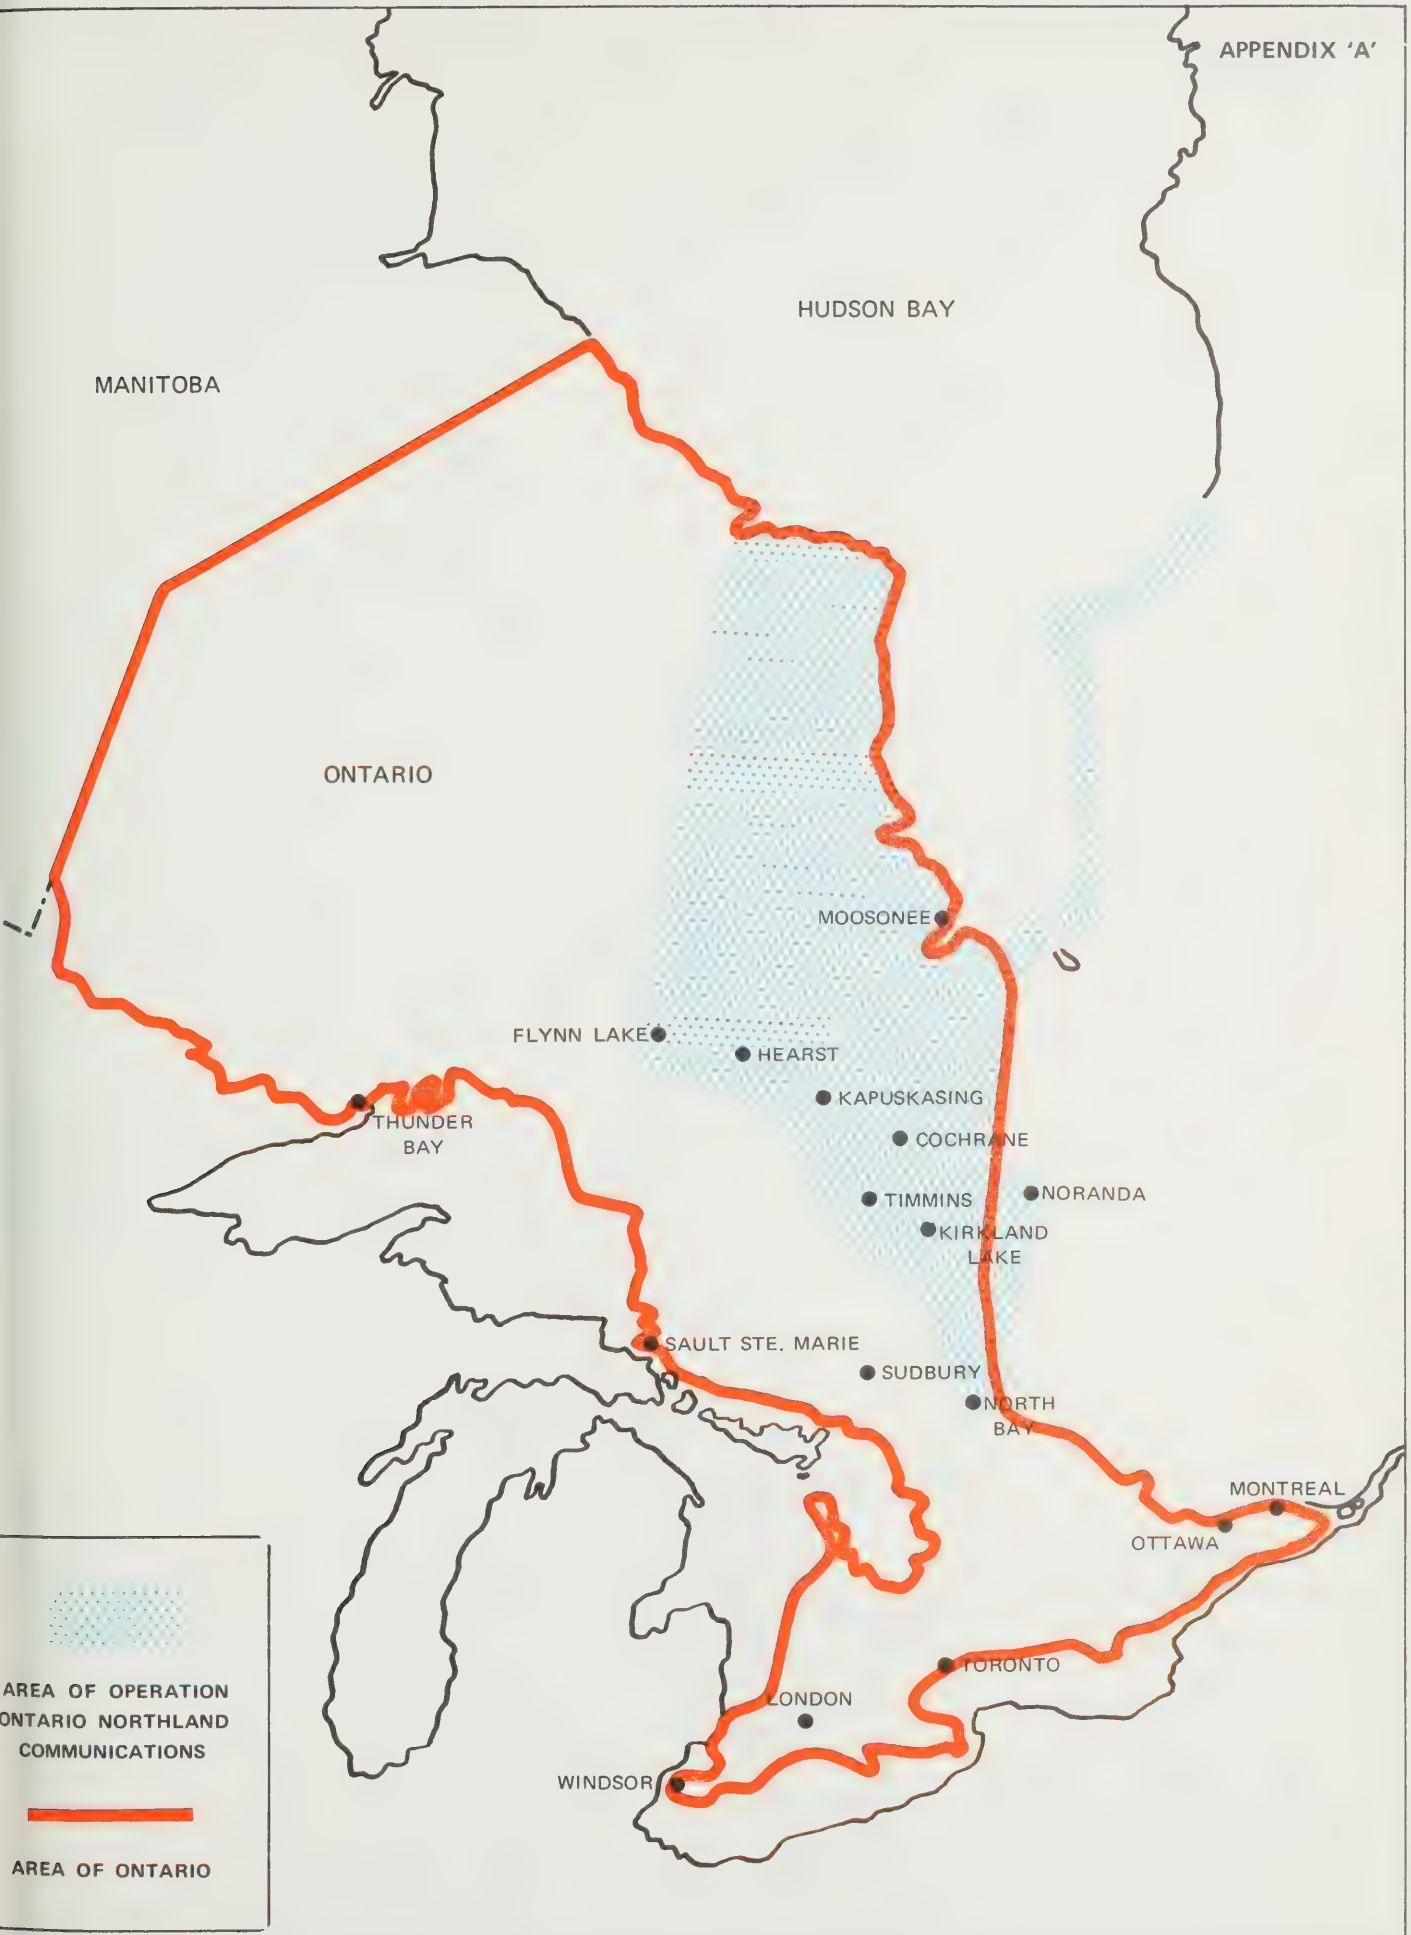 APPENDIX 'A'
HUDSON BAY
MANITOBA
ONTARIO
MOOSONEE
FLYNN LAKE
HEARST
KAPUSKASING
THUNDER
BAY
COCHRANE
NORANDA
TIMMINS
KIRKLAND
LAKE
SAULT STE. MARIE
SUDBURY
NORTH
BAY
MONTREAL
OTTAWA
TORONTO
LONDON
WINDSOR
AREA OF OPERATION
ONTARIO NORTHLAND
COMMUNICATIONS
AREA OF ONTARIO